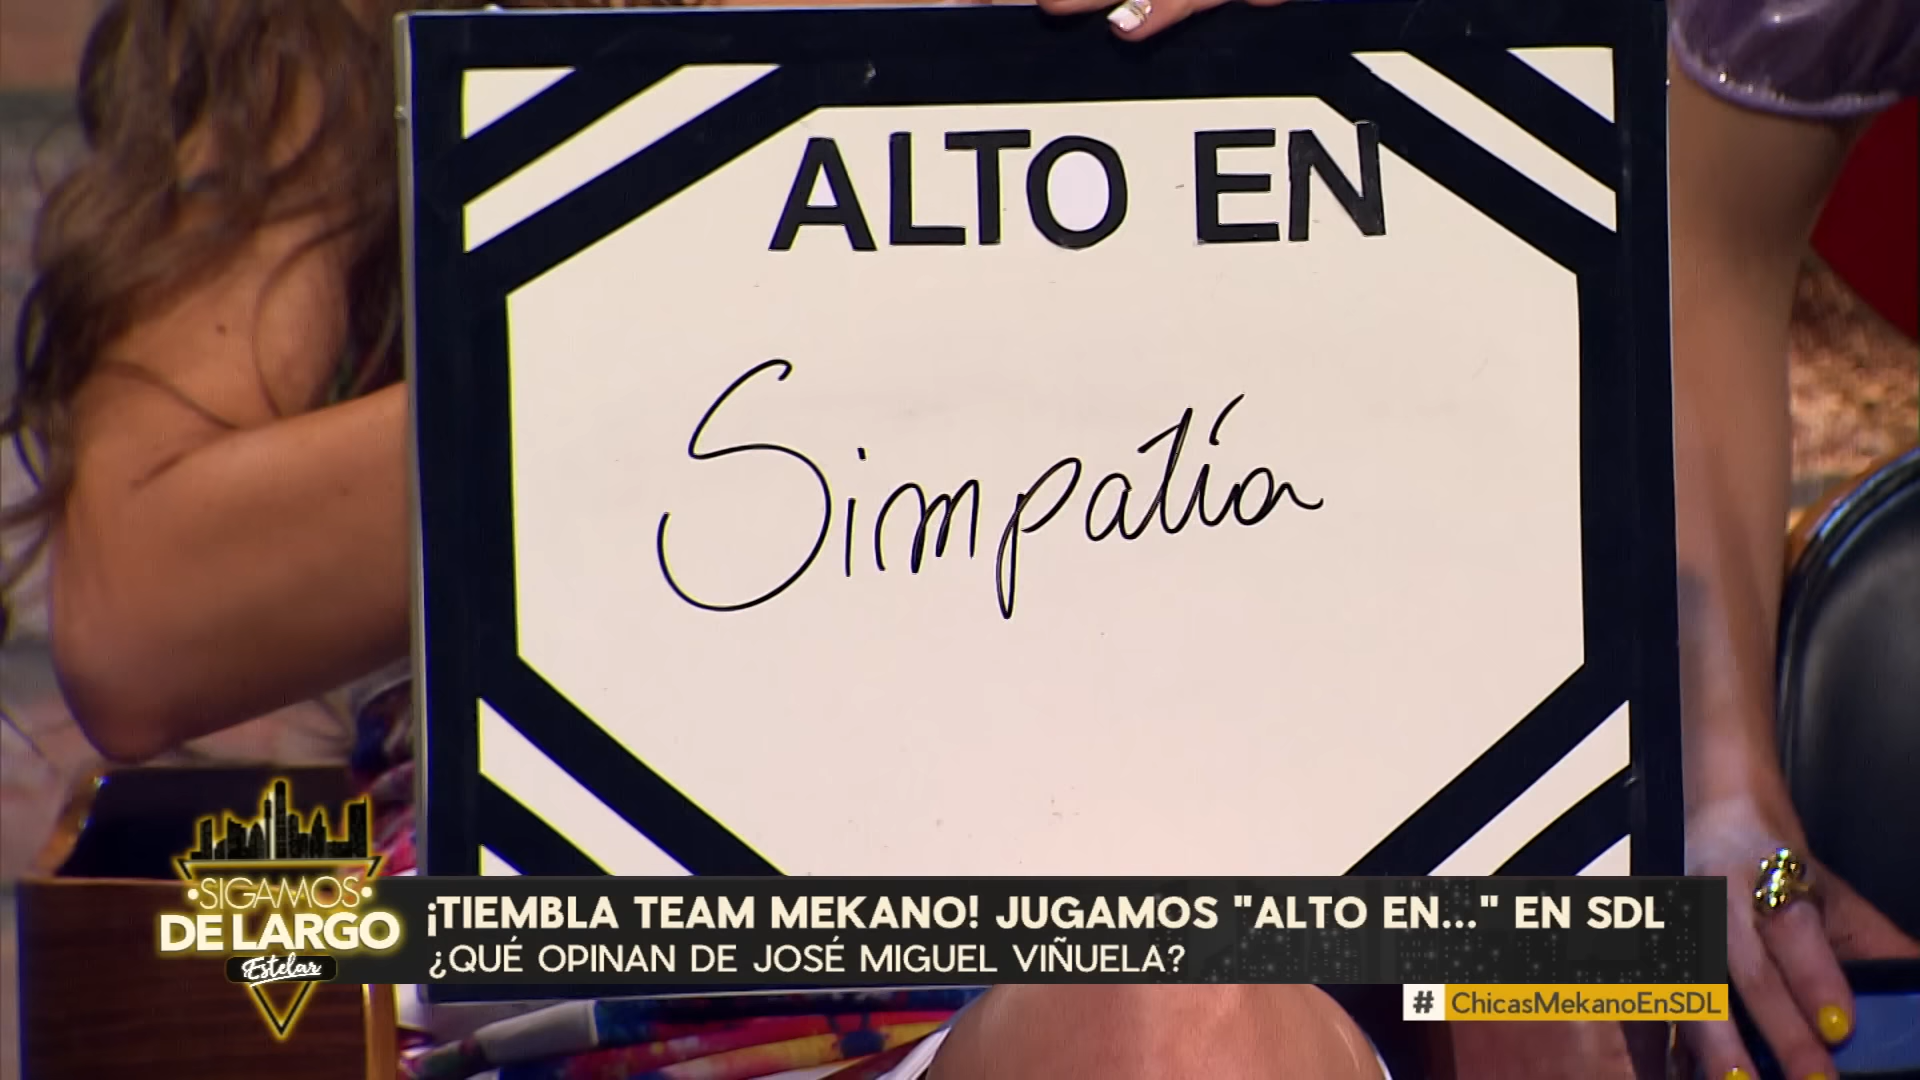 ALTO EN
Simpatía
SIGAMOS
DE LARGO
Estelar
¡TIEMBLA TEAM MEKANO! JUGAMOS "ALTO EN..." EN SDL
¿QUÉ OPINAN DE JOSÉ MIGUEL VIÑUELA?
# ChicasMekanoEnSDL